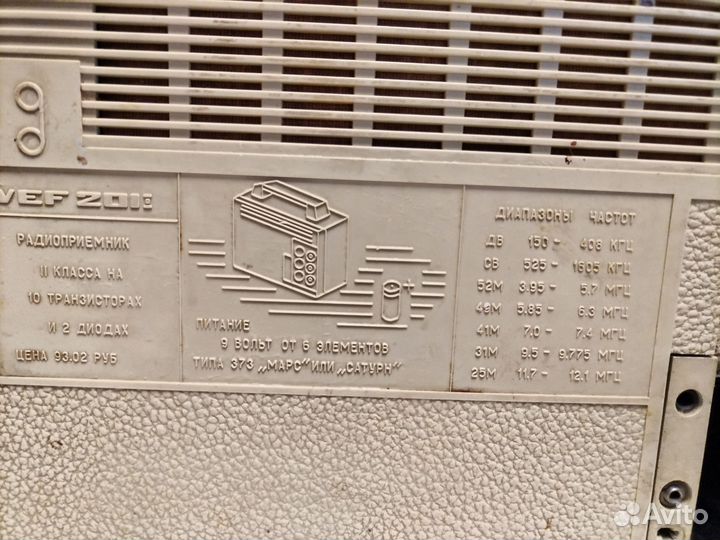 VEF 201
РАДИОПРИЕМНИК
II КЛАССА НА
10 ТРАНЗИСТОРАХ
И 2 ДИОДАХ
ЦЕНА 93.02 РУБ
ПИТАНИЕ
9 ВОЛЬТ ОТ 6 ЭЛЕМЕНТОВ
ТИПА 373 „МАРС" ИЛИ „САТУРН"
ДИАПАЗОНЫ ЧАСТОТ
ДВ 150 - 408 КГЦ
СВ 525 - 1605 КГЦ
52М 3.95 - 5.7 МГЦ
49М 5.85 - 6.3 МГЦ
41М 7.0 - 7.4 МГЦ
31М 9.5 - 9.775 МГЦ
25М 11.7 - 12.1 МГЦ
Avito